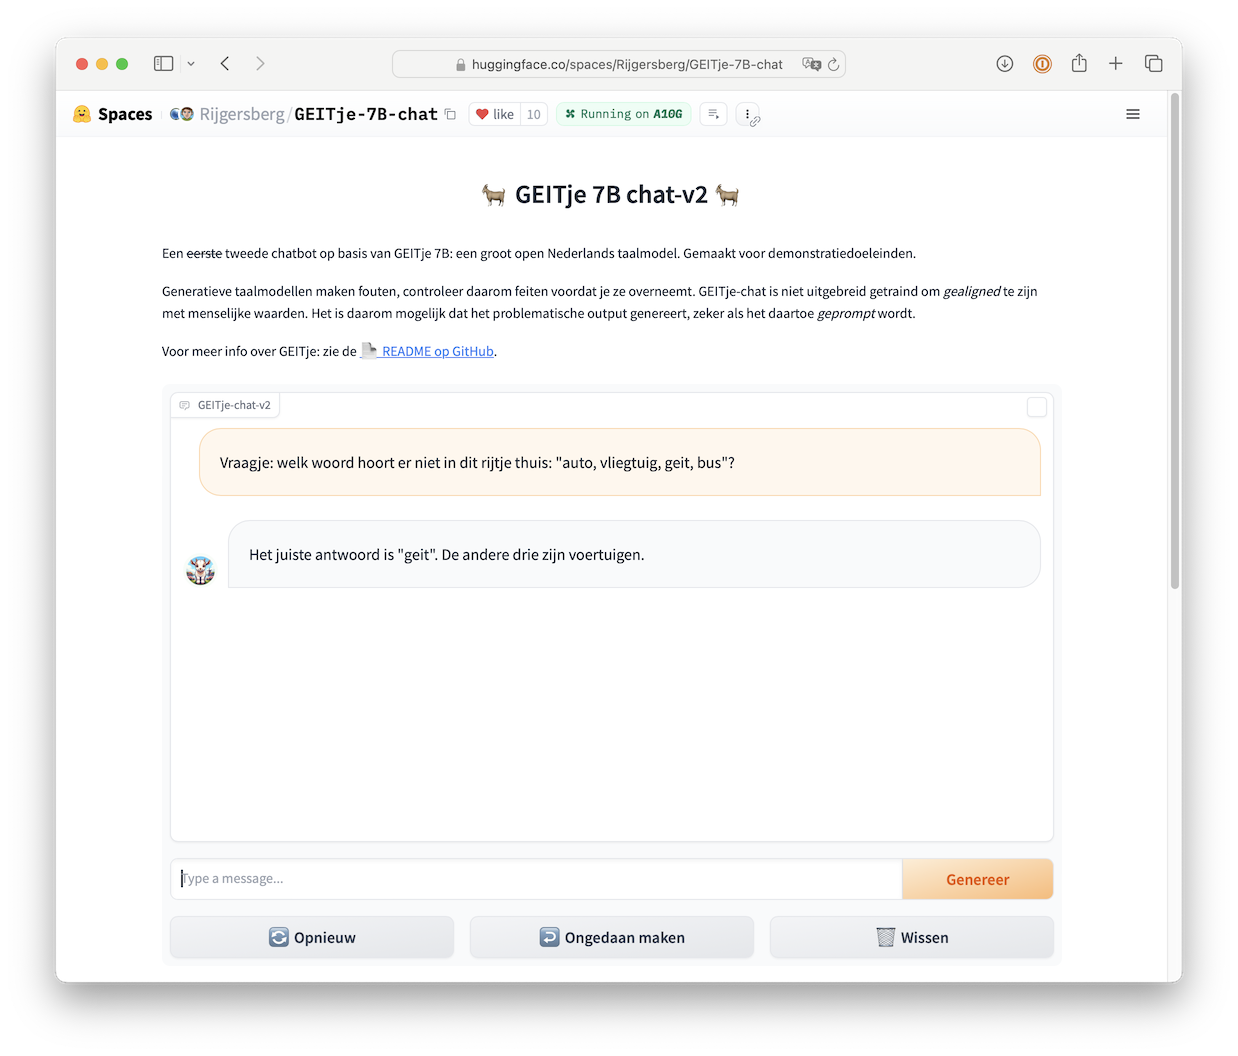 huggingface.co/spaces/Rijgersberg/GEITje-7B-chat
Spaces Rijgersberg/GEITje-7B-chat like 10 Running on A10G
GEITje 7B chat-v2
Een eerste tweede chatbot op basis van GEITje 7B: een groot open Nederlands taalmodel. Gemaakt voor demonstratiedoeleinden.
Generatieve taalmodellen maken fouten, controleer daarom feiten voordat je ze overneemt. GEITje-chat is niet uitgebreid getraind om gealigned te zijn
met menselijke waarden. Het is daarom mogelijk dat het problematische output genereert, zeker als het daartoe geprompt wordt.
Voor meer info over GEITje: zie de README op GitHub.
GEITje-chat-v2
Vraagje: welk woord hoort er niet in dit rijtje thuis: "auto, vliegtuig, geit, bus"?
Het juiste antwoord is "geit". De andere drie zijn voertuigen.
Type a message...
Genereer
Opnieuw
Ongedaan maken
Wissen